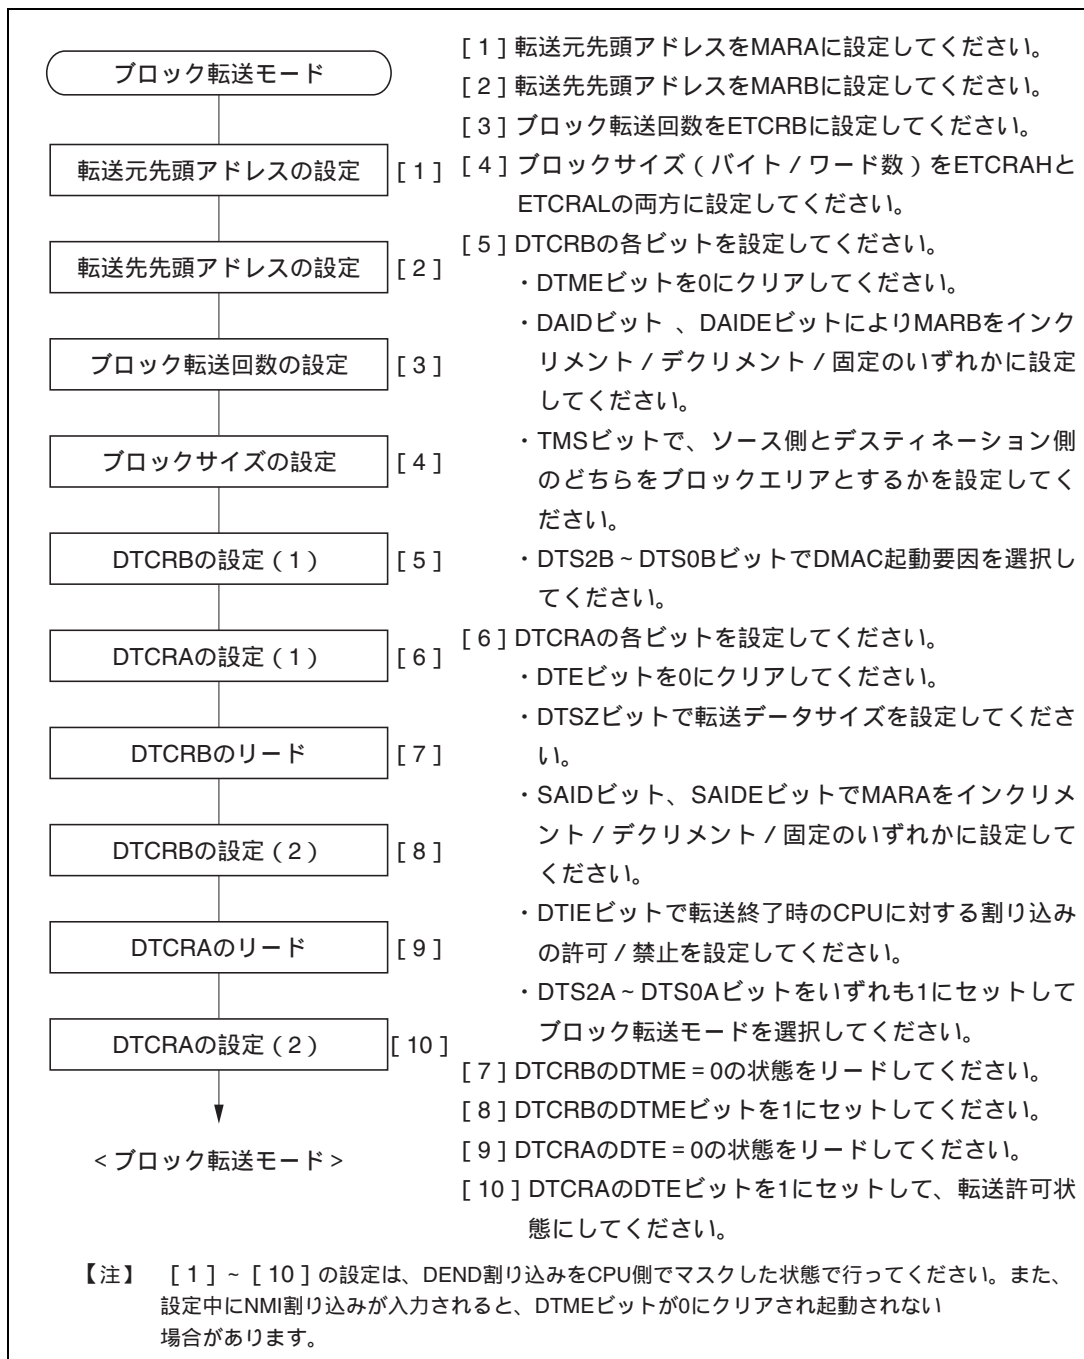 ブロック転送モード
転送元先頭アドレスの設定 [ 1 ]
転送先先頭アドレスの設定 [ 2 ]
ブロック転送回数の設定 [ 3 ]
ブロックサイズの設定 [ 4 ]
DTCRBの設定(1) [ 5 ]
DTCRAの設定(1) [ 6 ]
DTCRBのリード [ 7 ]
DTCRBの設定(2) [ 8 ]
DTCRAのリード [ 9 ]
DTCRAの設定(2) [ 10 ]
<ブロック転送モード>
[ 1 ] 転送元先頭アドレスをMARAに設定してください。
[ 2 ] 転送先先頭アドレスをMARBに設定してください。
[ 3 ] ブロック転送回数をETCRBに設定してください。
[ 4 ] ブロックサイズ(バイト/ワード数)をETCRAHと
ETCRALの両方に設定してください。
[ 5 ] DTCRBの各ビットを設定してください。
・DTMEビットを0にクリアしてください。
・DAIDビット 、DAIDEビットによりMARBをインク
リメント/デクリメント/固定のいずれかに設定
してください。
・TMSビットで、ソース側とデスティネーション側
のどちらをブロックエリアとするかを設定してく
ださい。
・DTS2B~DTS0BビットでDMAC起動要因を選択し
てください。
[ 6 ] DTCRAの各ビットを設定してください。
・DTEビットを0にクリアしてください。
・DTSZビットで転送データサイズを設定してくださ
い。
・SAIDビット、SAIDEビットでMARAをインクリメ
ント/デクリメント/固定のいずれかに設定して
ください。
・DTIEビットで転送終了時のCPUに対する割り込み
の許可/禁止を設定してください。
・DTS2A~DTS0Aビットをいずれも1にセットして
ブロック転送モードを選択してください。
[ 7 ] DTCRBのDTME=0の状態をリードしてください。
[ 8 ] DTCRBのDTMEビットを1にセットしてください。
[ 9 ] DTCRAのDTE=0の状態をリードしてください。
[ 10 ] DTCRAのDTEビットを1にセットして、転送許可状
態にしてください。
【注】 [ 1 ] ~ [ 10 ] の設定は、DEND割り込みをCPU側でマスクした状態で行ってください。また、
設定中にNMI割り込みが入力されると、DTMEビットが0にクリアされ起動されない
場合があります。